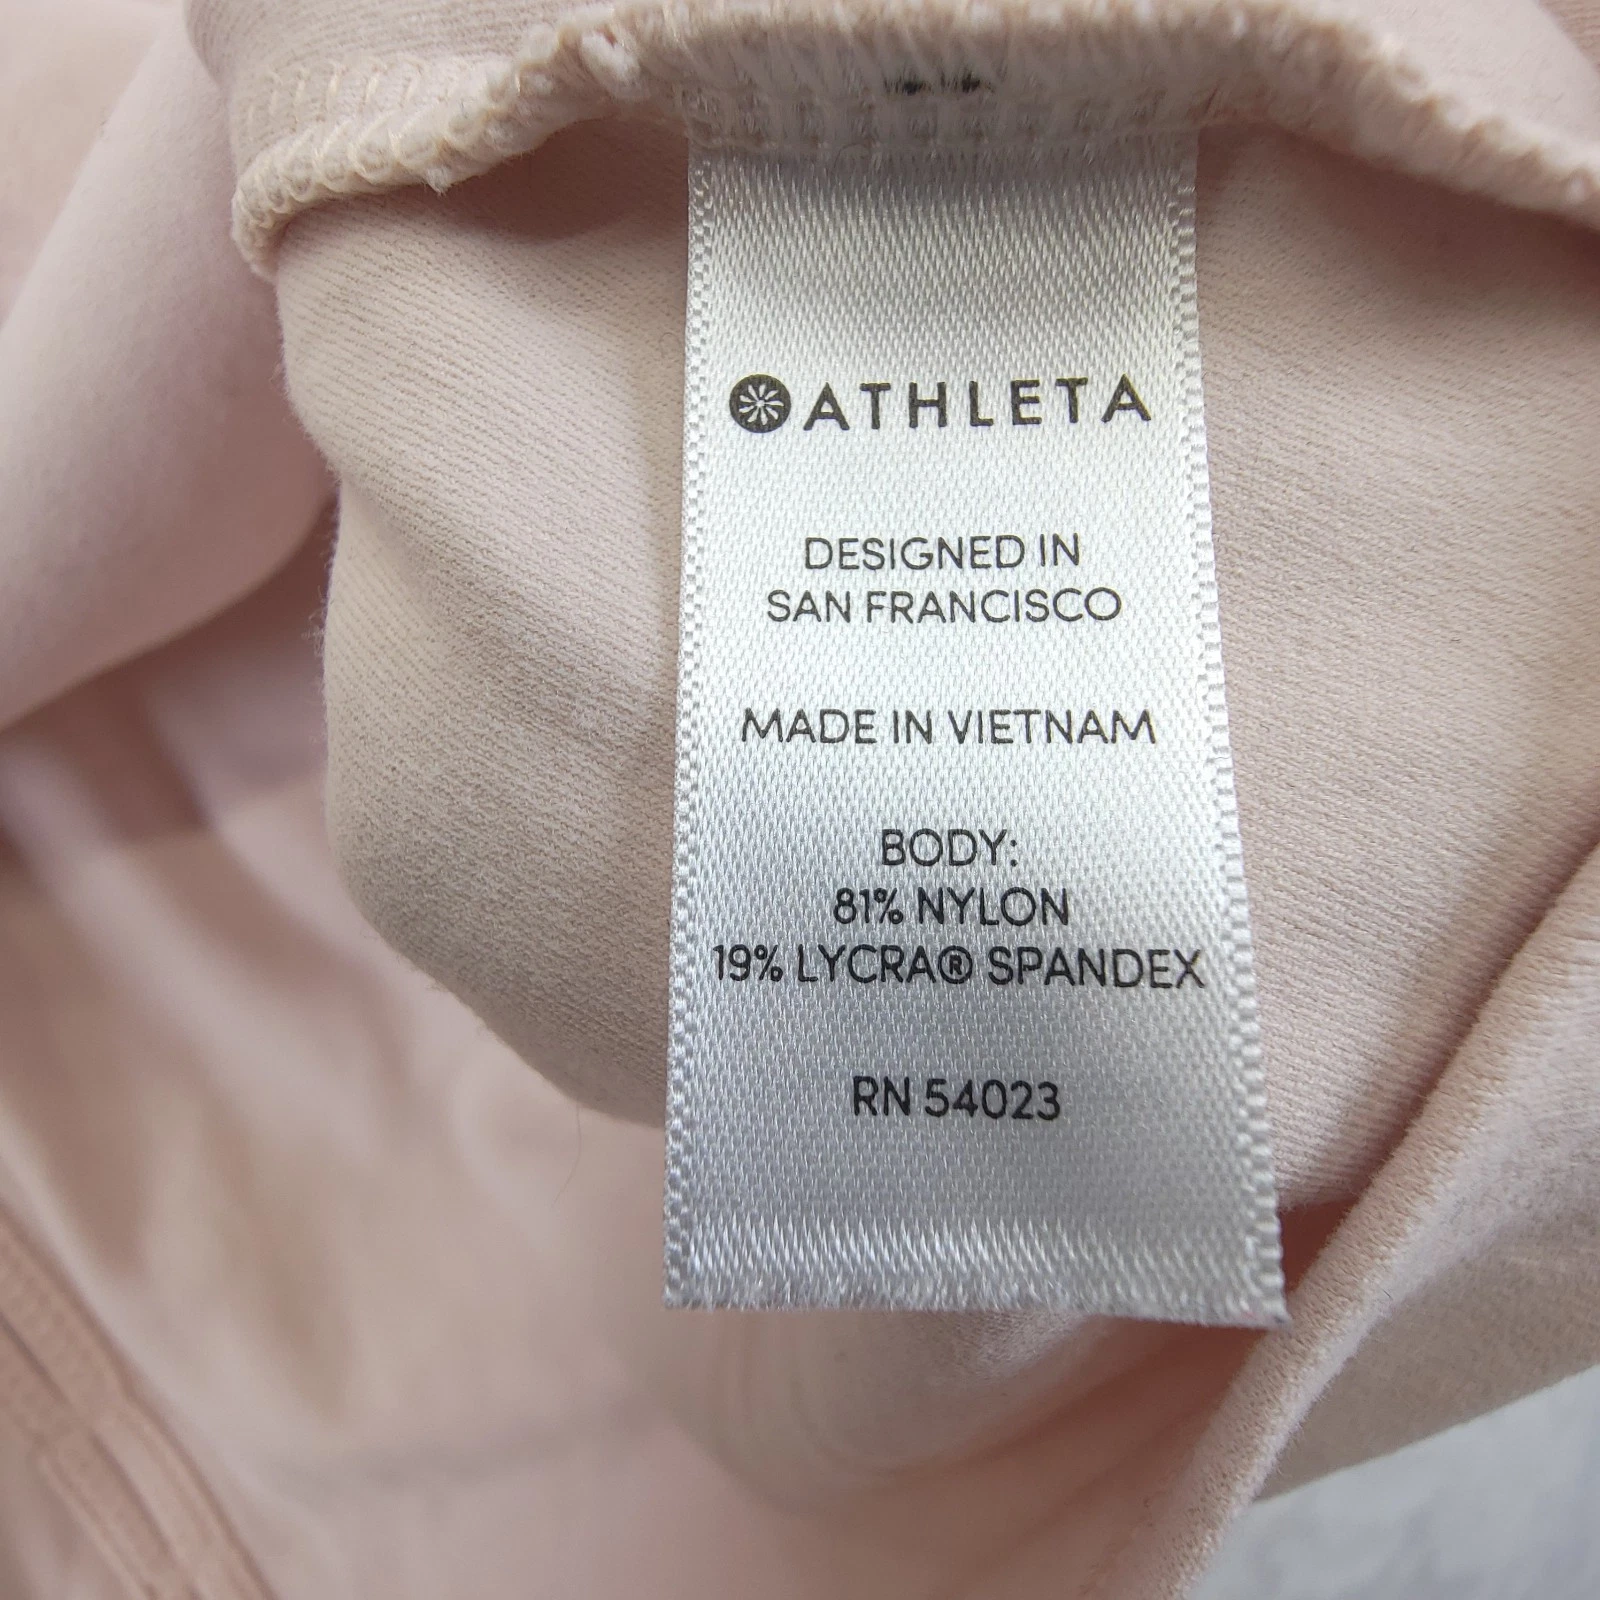 ATHLETA
DESIGNED IN
SAN FRANCISCO
MADE IN VIETNAM
BODY:
81% NYLON
19% LYCRA® SPANDEX
RN 54023